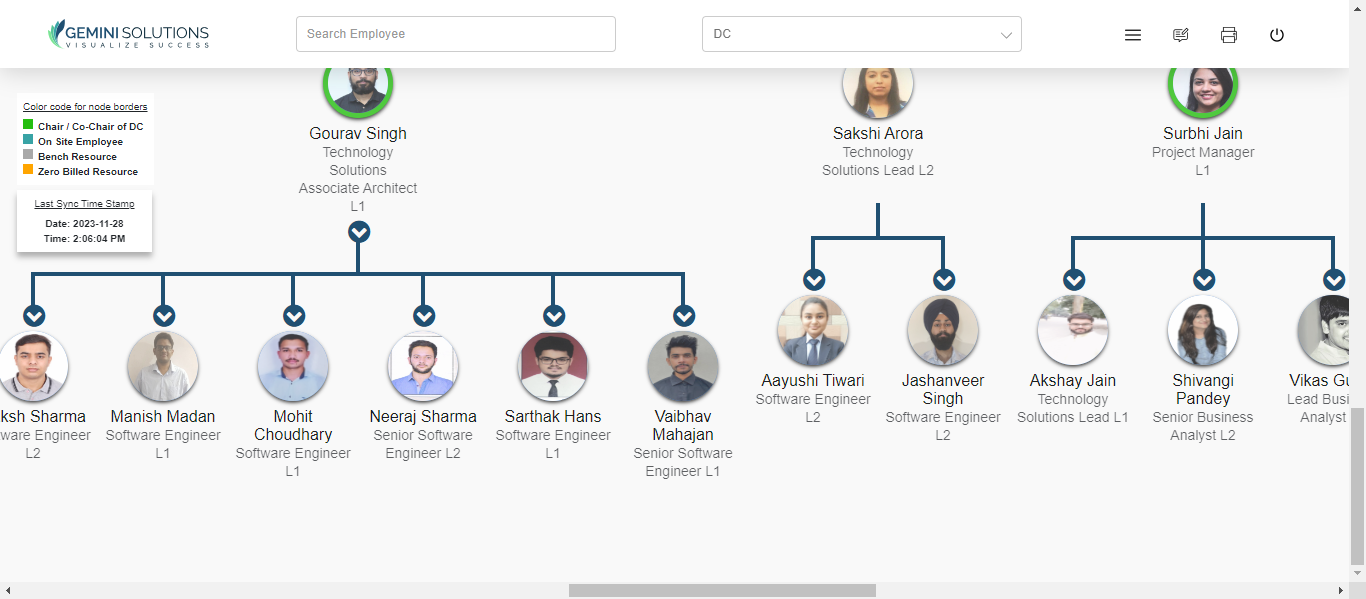 GEMINI SOLUTIONS
VISUALIZE SUCCESS
Search Employee
DC
Color code for node borders
Chair / Co-Chair of DC
On Site Employee
Bench Resource
Zero Billed Resource
Last Sync Time Stamp
Date: 2023-11-28
Time: 2:06:04 PM
Gourav Singh
Technology
Solutions
Associate Architect
L1
Sakshi Arora
Technology
Solutions Lead L2
Surbhi Jain
Project Manager
L1
ksh Sharma
ware Engineer
L2
Manish Madan
Software Engineer
L1
Mohit
Choudhary
Software Engineer
L1
Neeraj Sharma
Senior Software
Engineer L2
Sarthak Hans
Software Engineer
L1
Vaibhav
Mahajan
Senior Software
Engineer L1
Aayushi Tiwari
Software Engineer
L2
Jashanveer
Singh
Software Engineer
L2
Akshay Jain
Technology
Solutions Lead L1
Shivangi
Pandey
Senior Business
Analyst L2
Vikas Gu
Lead Busi
Analyst